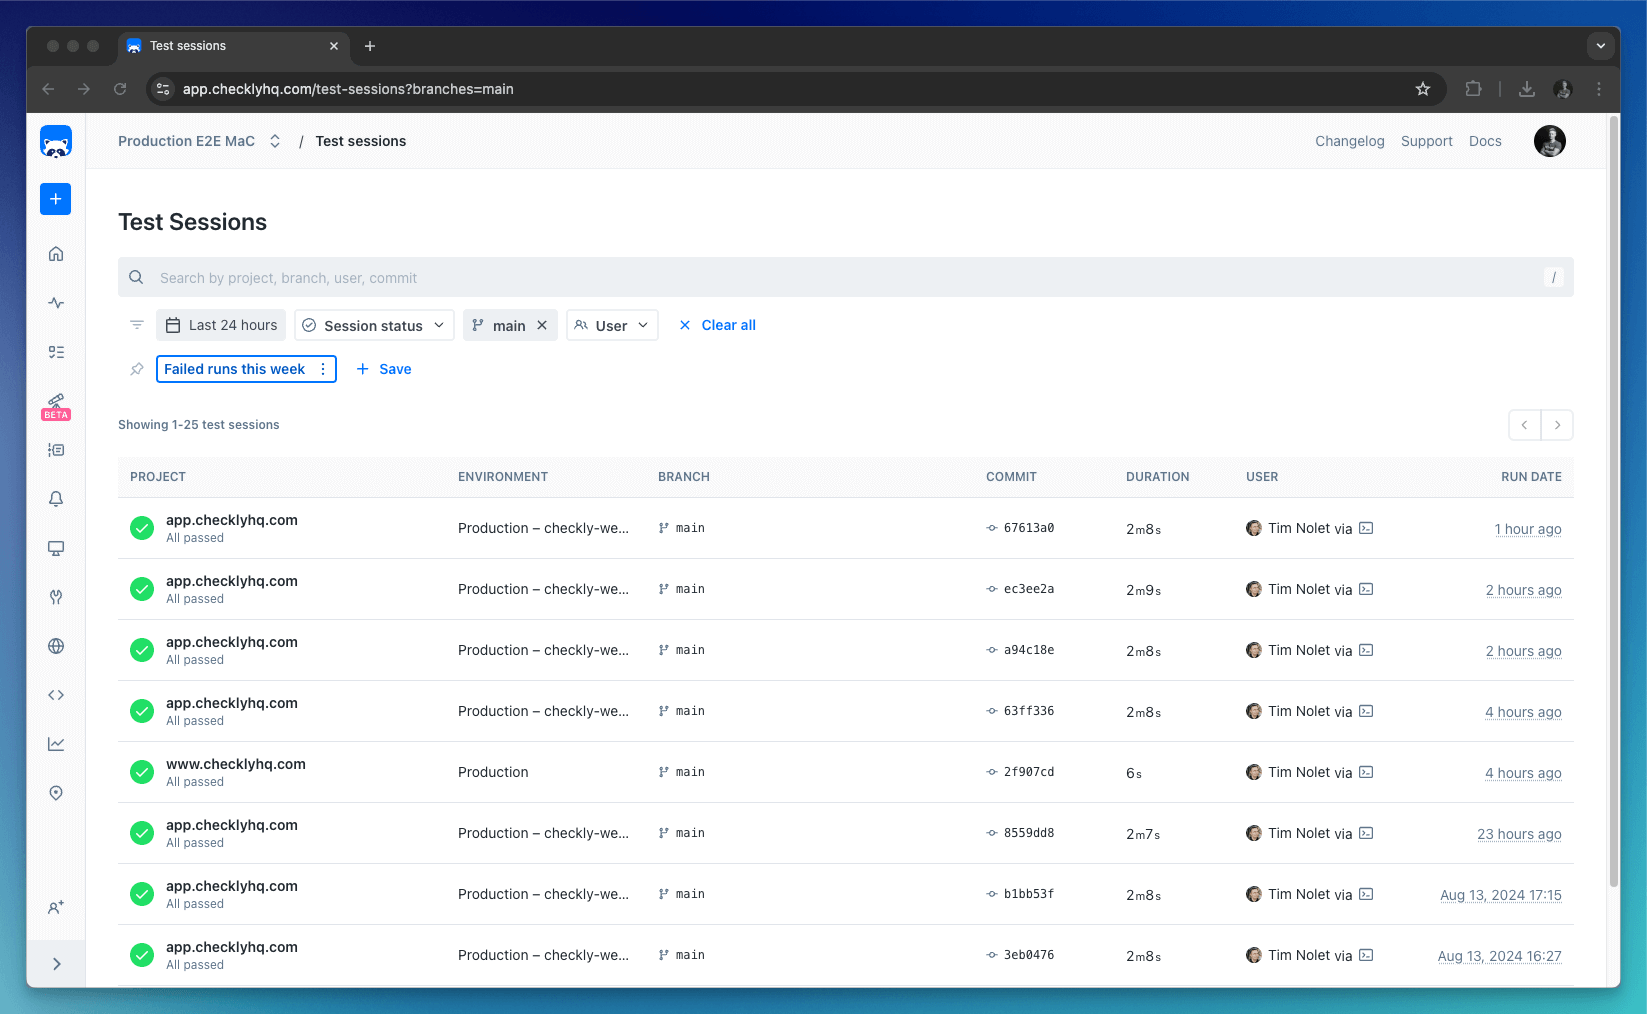 Test sessions
app.checklyhq.com/test-sessions?branches=main
Production E2E MaC / Test sessions
Changelog Support Docs
Test Sessions
Search by project, branch, user, commit /
Last 24 hours Session status main User Clear all
Failed runs this week Save
BETA
Showing 1-25 test sessions
PROJECT ENVIRONMENT BRANCH COMMIT DURATION USER RUN DATE
app.checklyhq.com
All passed
Production – checkly-we... main 67613a0 2m8s Tim Nolet via 1 hour ago
app.checklyhq.com
All passed
Production – checkly-we... main ec3ee2a 2m9s Tim Nolet via 2 hours ago
app.checklyhq.com
All passed
Production – checkly-we... main a94c18e 2m8s Tim Nolet via 2 hours ago
app.checklyhq.com
All passed
Production – checkly-we... main 63ff336 2m8s Tim Nolet via 4 hours ago
www.checklyhq.com
All passed
Production main 2f907cd 6s Tim Nolet via 4 hours ago
app.checklyhq.com
All passed
Production – checkly-we... main 8559dd8 2m7s Tim Nolet via 23 hours ago
app.checklyhq.com
All passed
Production – checkly-we... main b1bb53f 2m8s Tim Nolet via Aug 13, 2024 17:15
app.checklyhq.com
All passed
Production – checkly-we... main 3eb0476 2m8s Tim Nolet via Aug 13, 2024 16:27